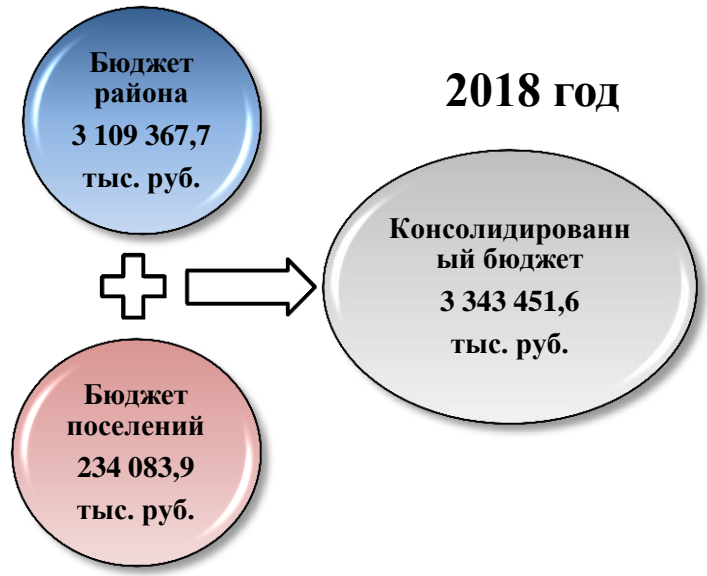 Бюджет
района
3 109 367,7
тыс. руб.
2018 год
Консолидированн
ый бюджет
3 343 451,6
тыс. руб.
Бюджет
поселений
234 083,9
тыс. руб.